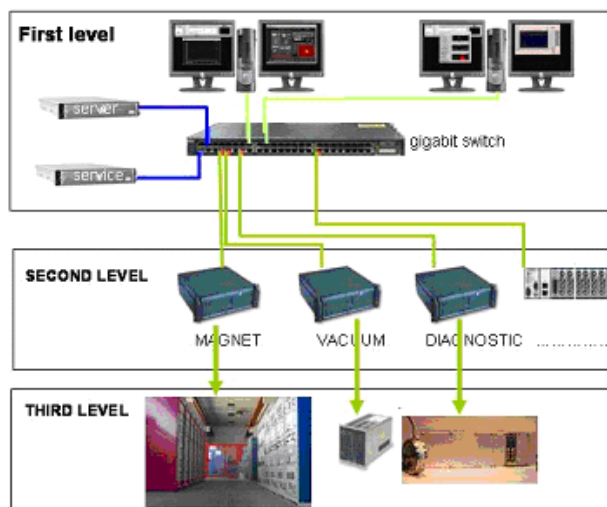 First level
server
gigabit switch
service
SECOND LEVEL
MAGNET VACUUM DIAGNOSTIC ……………
THIRD LEVEL